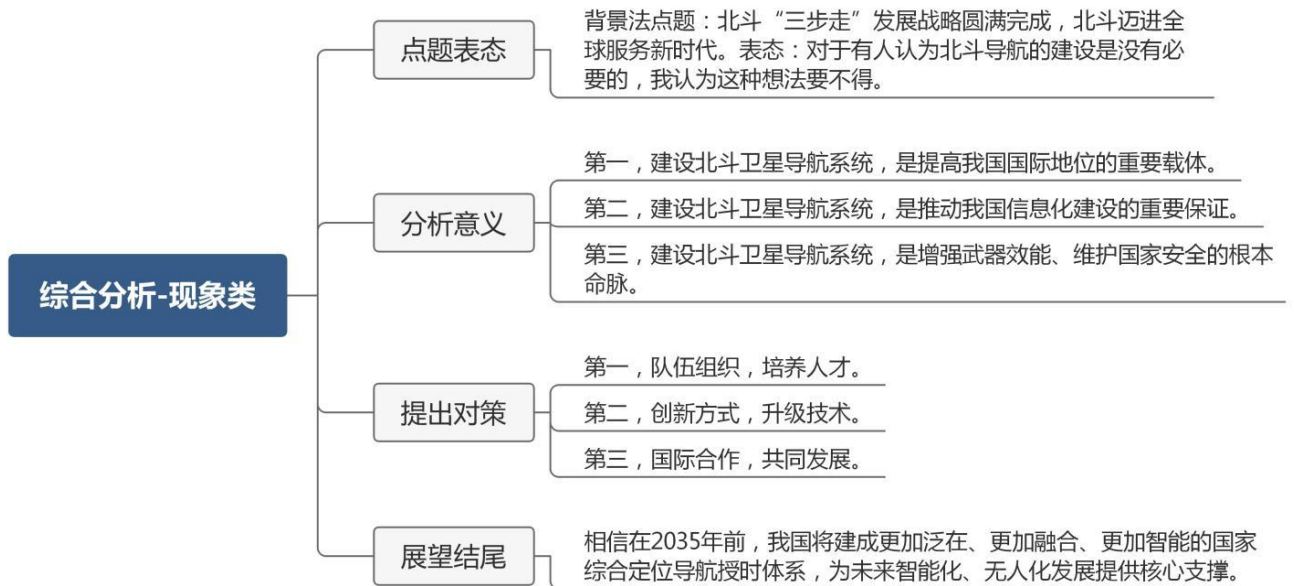 综合分析-现象类
点题表态
背景法点题：北斗“三步走”发展战略圆满完成，北斗迈进全
球服务新时代。表态：对于有人认为北斗导航的建设是没有必
要的，我认为这种想法要不得。
分析意义
第一，建设北斗卫星导航系统，是提高我国国际地位的重要载体。
第二，建设北斗卫星导航系统，是推动我国信息化建设的重要保证。
第三，建设北斗卫星导航系统，是增强武器效能、维护国家安全的根本
命脉。
提出对策
第一，队伍组织，培养人才。
第二，创新方式，升级技术。
第三，国际合作，共同发展。
展望结尾
相信在2035年前，我国将建成更加泛在、更加融合、更加智能的国家
综合定位导航授时体系，为未来智能化、无人化发展提供核心支撑。